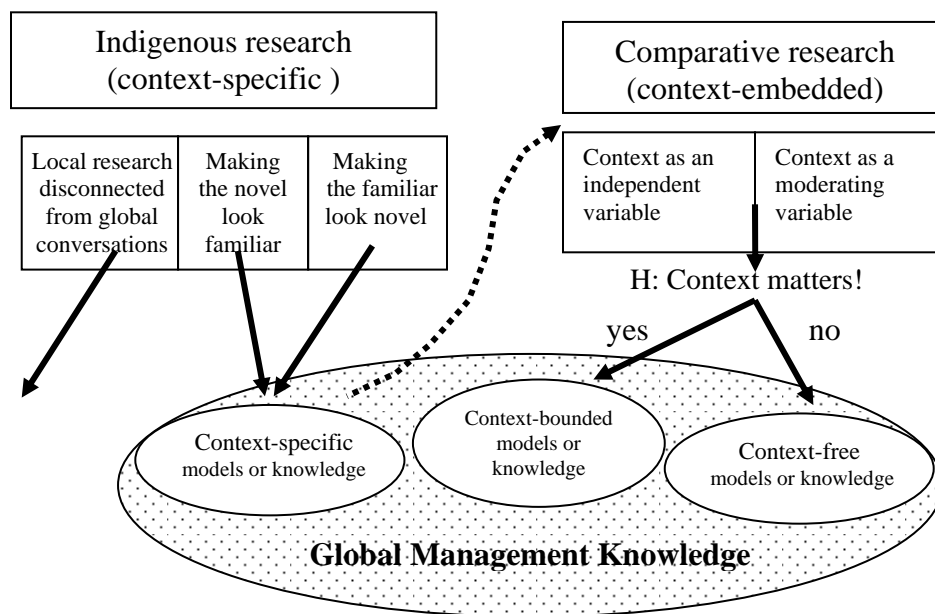 Indigenous research
(context-specific )
Comparative research
(context-embedded)
Local research
disconnected
from global
conversations
Making
the novel
look
familiar
Making
the familiar
look novel
Context as an
independent
variable
Context as a
moderating
variable
H: Context matters!
yes
no
Context-specific
models or knowledge
Context-bounded
models or
knowledge
Context-free
models or knowledge
Global Management Knowledge